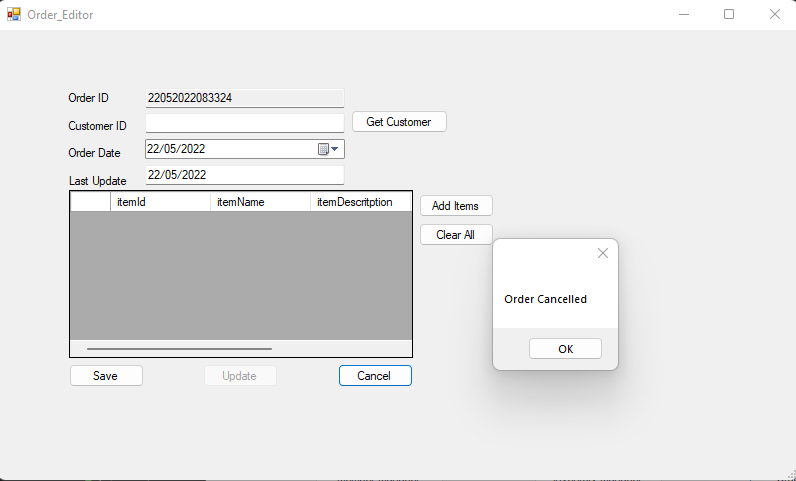 Order_Editor
Order ID 22052022083324
Customer ID Get Customer
Order Date 22/05/2022
Last Update 22/05/2022
itemId itemName itemDescritption Add Items
Clear All
Order Cancelled
OK
Save Update Cancel